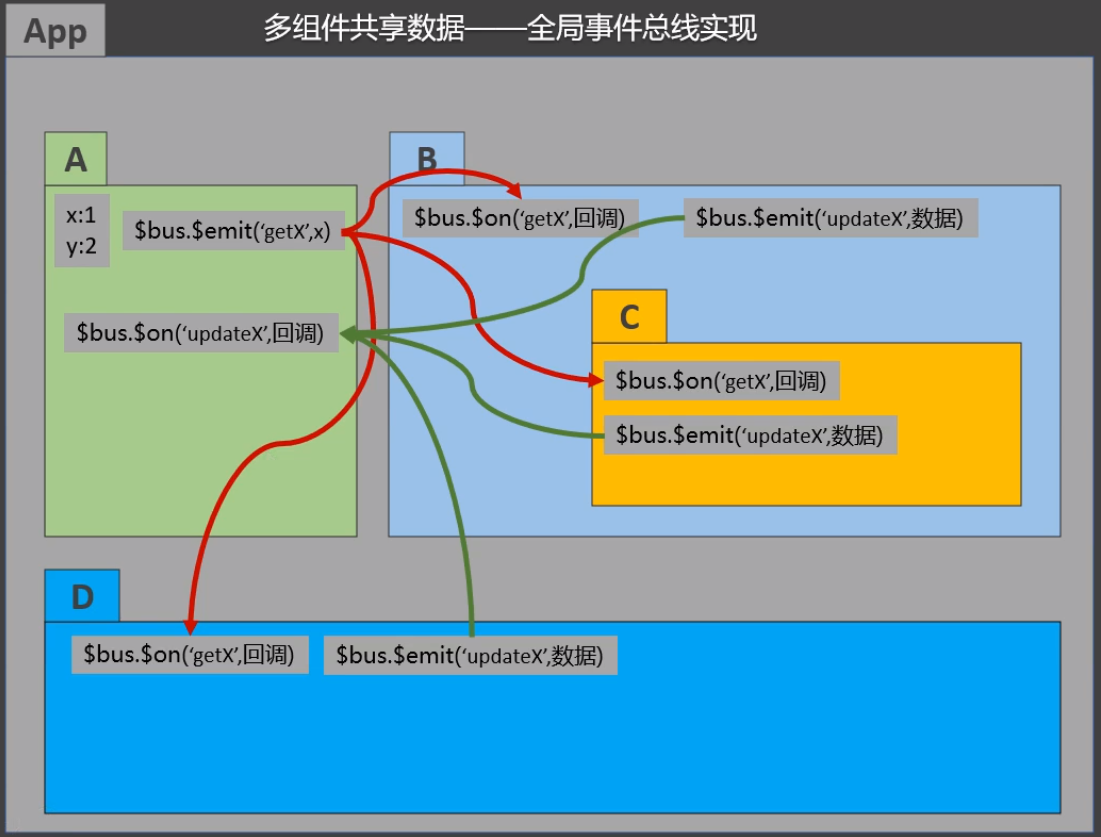 App
多组件共享数据——全局事件总线实现
A
x:1
y:2
$bus.$emit(‘getX’,x)
$bus.$on(‘updateX’,回调)
B
$bus.$on(‘getX’,回调)
$bus.$emit(‘updateX’,数据)
C
$bus.$on(‘getX’,回调)
$bus.$emit(‘updateX’,数据)
D
$bus.$on(‘getX’,回调)
$bus.$emit(‘updateX’,数据)